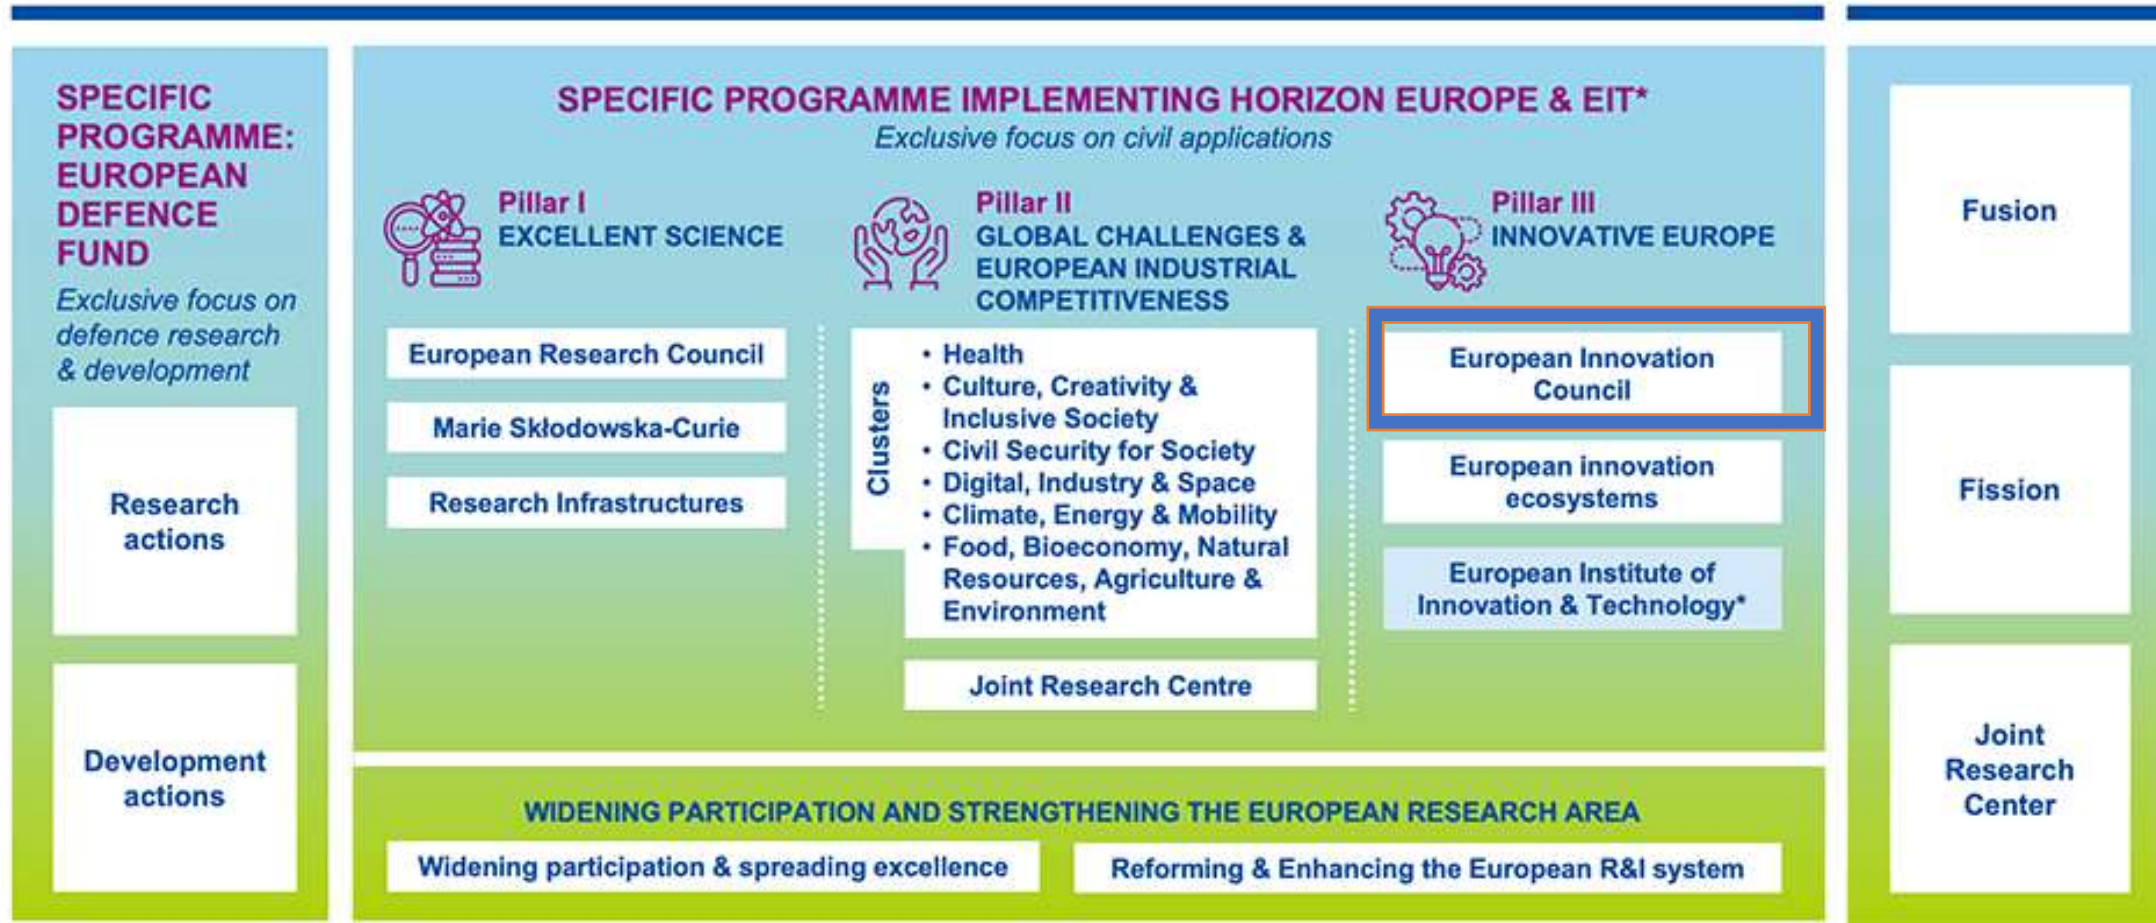 SPECIFIC
PROGRAMME:
EUROPEAN
DEFENCE
FUND
Exclusive focus on
defence research
& development
Research
actions
Development
actions
SPECIFIC PROGRAMME IMPLEMENTING HORIZON EUROPE & EIT*
Exclusive focus on civil applications
Pillar I
EXCELLENT SCIENCE
European Research Council
Marie Skłodowska-Curie
Research Infrastructures
Pillar II
GLOBAL CHALLENGES &
EUROPEAN INDUSTRIAL
COMPETITIVENESS
Clusters
• Health
• Culture, Creativity &
Inclusive Society
• Civil Security for Society
• Digital, Industry & Space
• Climate, Energy & Mobility
• Food, Bioeconomy, Natural
Resources, Agriculture &
Environment
Joint Research Centre
Pillar III
INNOVATIVE EUROPE
European Innovation
Council
European innovation
ecosystems
European Institute of
Innovation & Technology*
WIDENING PARTICIPATION AND STRENGTHENING THE EUROPEAN RESEARCH AREA
Widening participation & spreading excellence
Reforming & Enhancing the European R&I system
Fusion
Fission
Joint
Research
Center